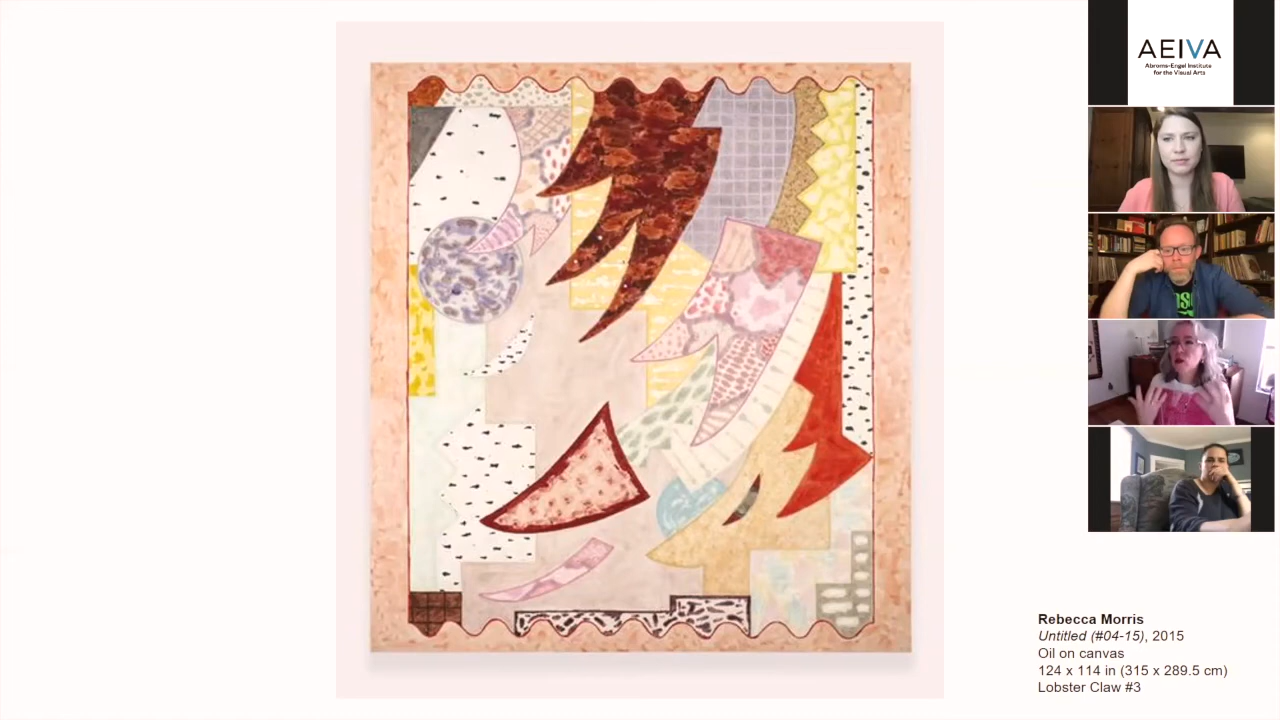 AEIVA
Abroms-Engel Institute
for the Visual Arts
Rebecca Morris
Untitled (#04-15), 2015
Oil on canvas
124 x 114 in (315 x 289.5 cm)
Lobster Claw #3